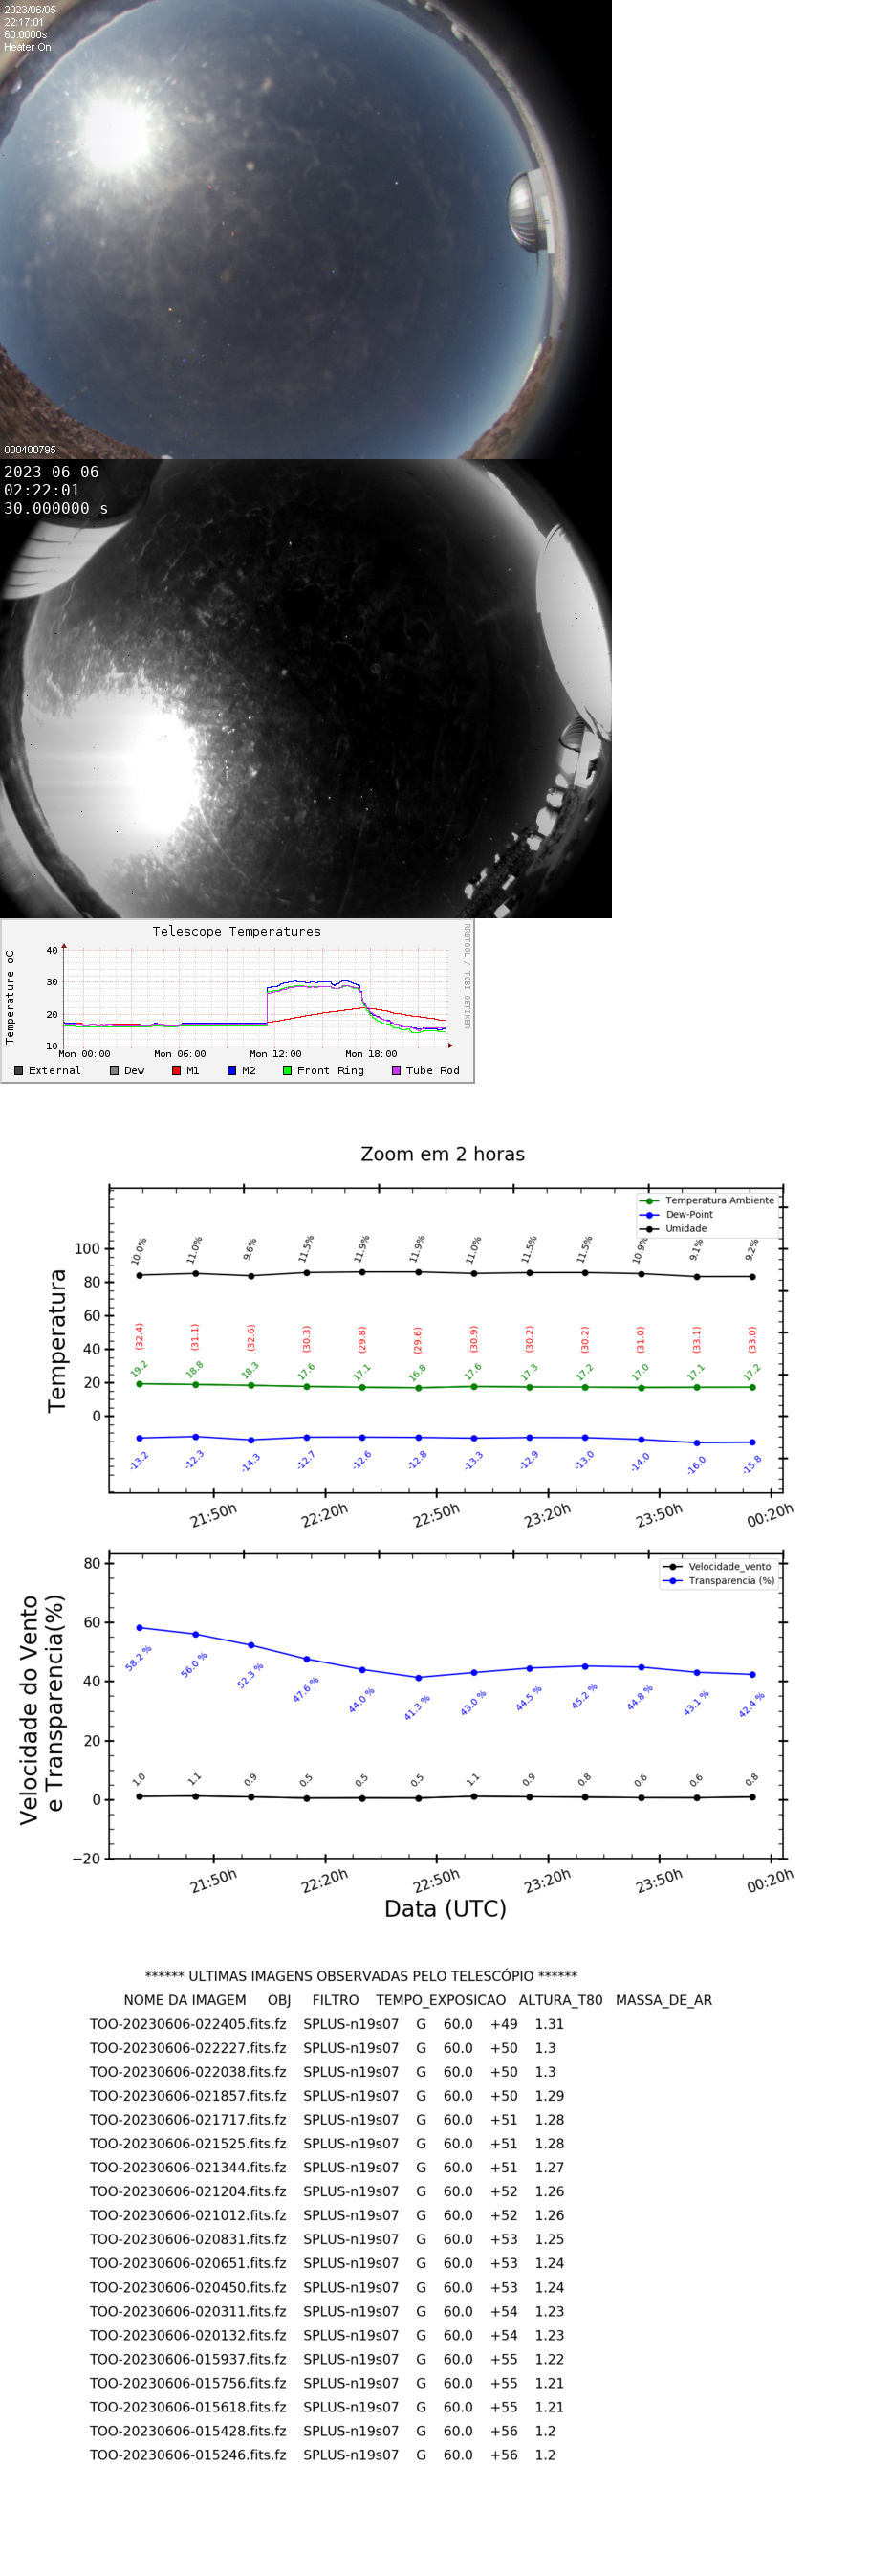 2023/06/05
22:17:01
60.0000s
Heater On
000400795
2023-06-06
02:22:01
30.000000 s
Telescope Temperatures
RRDTOOL / TOBI OETIKER
Temperature oC
40
30
20
10
Mon 00:00 Mon 06:00 Mon 12:00 Mon 18:00
External Dew M1 M2 Front Ring Tube Rod
Zoom em 2 horas
Temperatura Ambiente
Dew-Point
Umidade
Temperatura
100
80
60
40
20
0
10.0% 11.0% 9.6% 11.5% 11.9% 11.9% 11.0% 11.5% 11.5% 10.9% 9.1% 9.2%
(32.4) (31.1) (32.6) (30.3) (29.8) (29.6) (30.9) (30.2) (30.2) (31.0) (33.1) (33.0)
19.2 18.8 18.3 17.6 17.1 16.8 17.6 17.3 17.2 17.0 17.1 17.2
-13.2 -12.3 -14.3 -12.7 -12.6 -12.8 -13.3 -12.9 -13.0 -14.0 -16.0 -15.8
21:50h 22:20h 22:50h 23:20h 23:50h 00:20h
Velocidade_vento
Transparencia (%)
Velocidade do Vento
e Transparencia(%)
80
60
40
20
0
−20
58.2 % 56.0 % 52.3 % 47.6 % 44.0 % 41.3 % 43.0 % 44.5 % 45.2 % 44.8 % 43.1 % 42.4 %
1.0 1.1 0.9 0.5 0.5 0.5 1.1 0.9 0.8 0.6 0.6 0.8
21:50h 22:20h 22:50h 23:20h 23:50h 00:20h
Data (UTC)
****** ULTIMAS IMAGENS OBSERVADAS PELO TELESCÓPIO ******
NOME DA IMAGEM OBJ FILTRO TEMPO_EXPOSICAO ALTURA_T80 MASSA_DE_AR
TOO-20230606-022405.fits.fz SPLUS-n19s07 G 60.0 +49 1.31
TOO-20230606-022227.fits.fz SPLUS-n19s07 G 60.0 +50 1.3
TOO-20230606-022038.fits.fz SPLUS-n19s07 G 60.0 +50 1.3
TOO-20230606-021857.fits.fz SPLUS-n19s07 G 60.0 +50 1.29
TOO-20230606-021717.fits.fz SPLUS-n19s07 G 60.0 +51 1.28
TOO-20230606-021525.fits.fz SPLUS-n19s07 G 60.0 +51 1.28
TOO-20230606-021344.fits.fz SPLUS-n19s07 G 60.0 +51 1.27
TOO-20230606-021204.fits.fz SPLUS-n19s07 G 60.0 +52 1.26
TOO-20230606-021012.fits.fz SPLUS-n19s07 G 60.0 +52 1.26
TOO-20230606-020831.fits.fz SPLUS-n19s07 G 60.0 +53 1.25
TOO-20230606-020651.fits.fz SPLUS-n19s07 G 60.0 +53 1.24
TOO-20230606-020450.fits.fz SPLUS-n19s07 G 60.0 +53 1.24
TOO-20230606-020311.fits.fz SPLUS-n19s07 G 60.0 +54 1.23
TOO-20230606-020132.fits.fz SPLUS-n19s07 G 60.0 +54 1.23
TOO-20230606-015937.fits.fz SPLUS-n19s07 G 60.0 +55 1.22
TOO-20230606-015756.fits.fz SPLUS-n19s07 G 60.0 +55 1.21
TOO-20230606-015618.fits.fz SPLUS-n19s07 G 60.0 +55 1.21
TOO-20230606-015428.fits.fz SPLUS-n19s07 G 60.0 +56 1.2
TOO-20230606-015246.fits.fz SPLUS-n19s07 G 60.0 +56 1.2